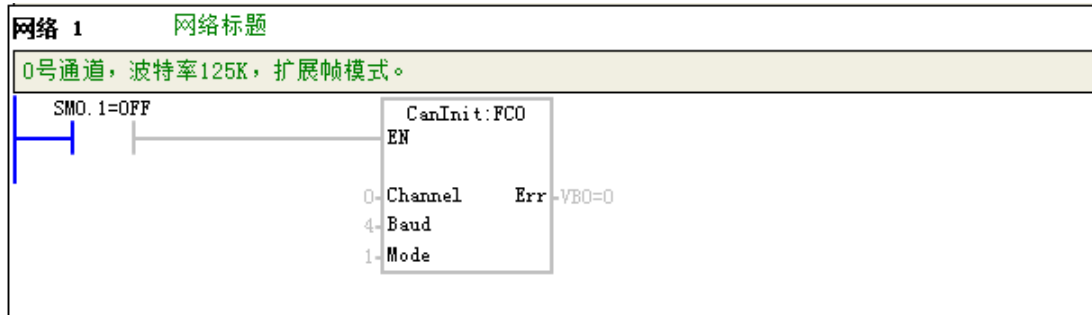 网络 1 网络标题
0号通道，波特率125K，扩展帧模式。
SM0.1=OFF
CanInit:FC0
EN
0 Channel Err VB0=0
4 Baud
1 Mode